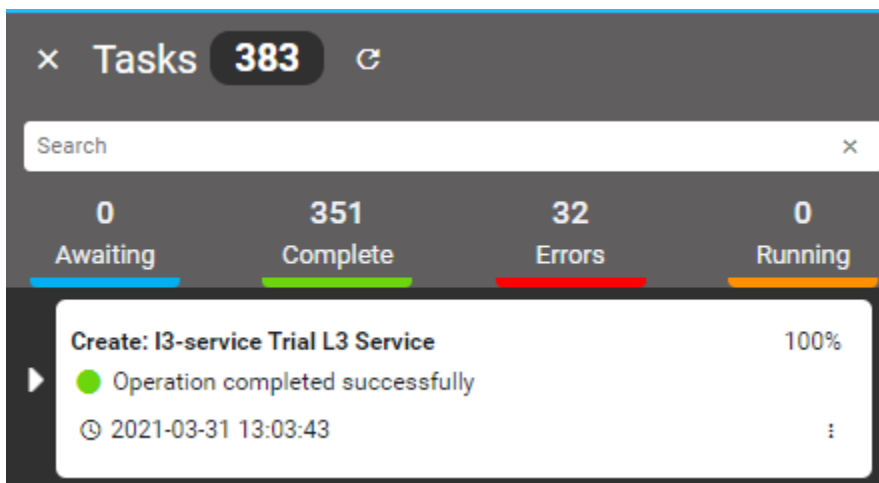 × Tasks 383
Search ×
0 351 32 0
Awaiting Complete Errors Running
Create: l3-service Trial L3 Service 100%
Operation completed successfully
2021-03-31 13:03:43